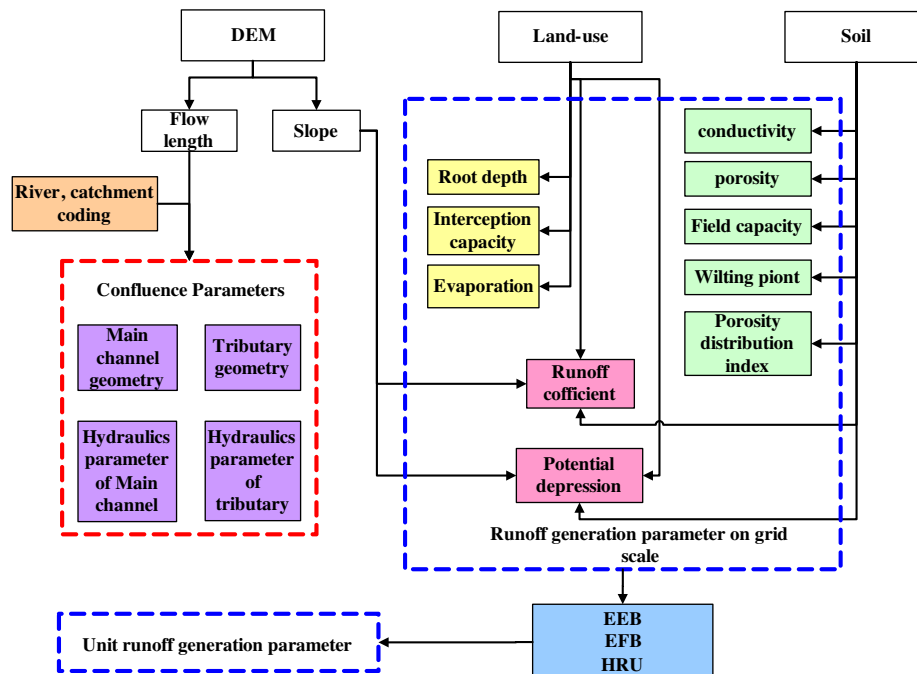 DEM
Land-use
Soil
Flow
length
Slope
conductivity
Root depth
porosity
River, catchment
coding
Interception
capacity
Field capacity
Evaporation
Wilting piont
Confluence Parameters
Main
channel
geometry
Tributary
geometry
Porosity
distribution
index
Runoff
cofficient
Hydraulics
parameter
of Main
channel
Hydraulics
parameter
of
tributary
Potential
depression
Runoff generation parameter on grid
scale
EEB
EFB
HRU
Unit runoff generation parameter